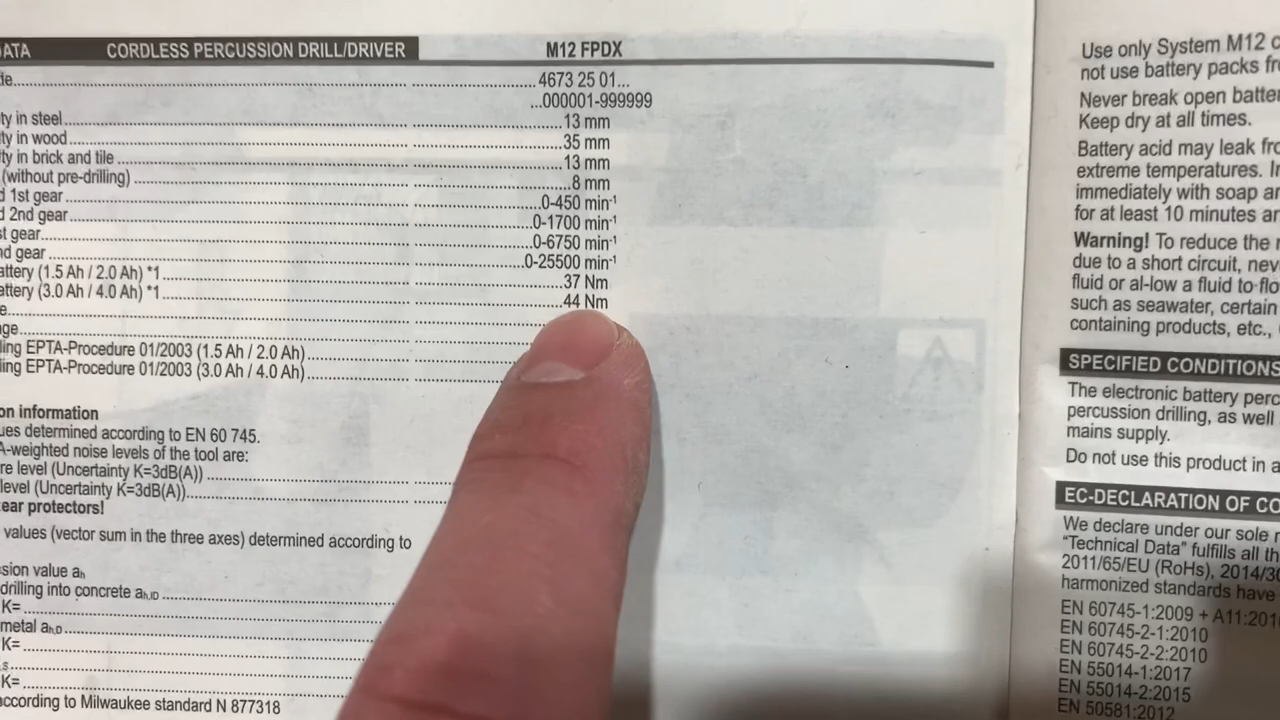 ATA CORDLESS PERCUSSION DRILL/DRIVER M12 FPDX
de ........ 4673 25 01...
...000001-999999
ty in steel ........ 13 mm
ty in wood ........ 35 mm
ty in brick and tile ........ 13 mm
(without pre-drilling) ........ 8 mm
d 1st gear ........ 0-450 min-1
d 2nd gear ........ 0-1700 min-1
st gear ........ 0-6750 min-1
nd gear ........ 0-25500 min-1
attery (1.5 Ah / 2.0 Ah) *1 ........ 37 Nm
attery (3.0 Ah / 4.0 Ah) *1 ........ 44 Nm
e ........
nge ........
ding EPTA-Procedure 01/2003 (1.5 Ah / 2.0 Ah) ........
ding EPTA-Procedure 01/2003 (3.0 Ah / 4.0 Ah) ........
on information
ues determined according to EN 60 745.
A-weighted noise levels of the tool are:
re level (Uncertainty K=3dB(A)) ........
level (Uncertainty K=3dB(A)) ........
ear protectors!
values (vector sum in the three axes) determined according to
sion value ah
drilling into concrete ah,ID ........
K= ........
metal ah,D ........
K= ........
s ........
K= ........
according to Milwaukee standard N 877318
Use only System M12 c
not use battery packs fr
Never break open batte
Keep dry at all times.
Battery acid may leak fro
extreme temperatures. I
immediately with soap an
for at least 10 minutes an
Warning! To reduce the r
due to a short circuit, nev
fluid or al-low a fluid to flo
such as seawater, certain
containing products, etc.,
SPECIFIED CONDITIONS
The electronic battery perc
percussion drilling, as well
mains supply.
Do not use this product in a
EC-DECLARATION OF CO
We declare under our sole r
"Technical Data" fulfills all th
2011/65/EU (RoHs), 2014/30
harmonized standards have
EN 60745-1:2009 + A11:2010
EN 60745-2-1:2010
EN 60745-2-2:2010
EN 55014-1:2017
EN 55014-2:2015
EN 50581:2012